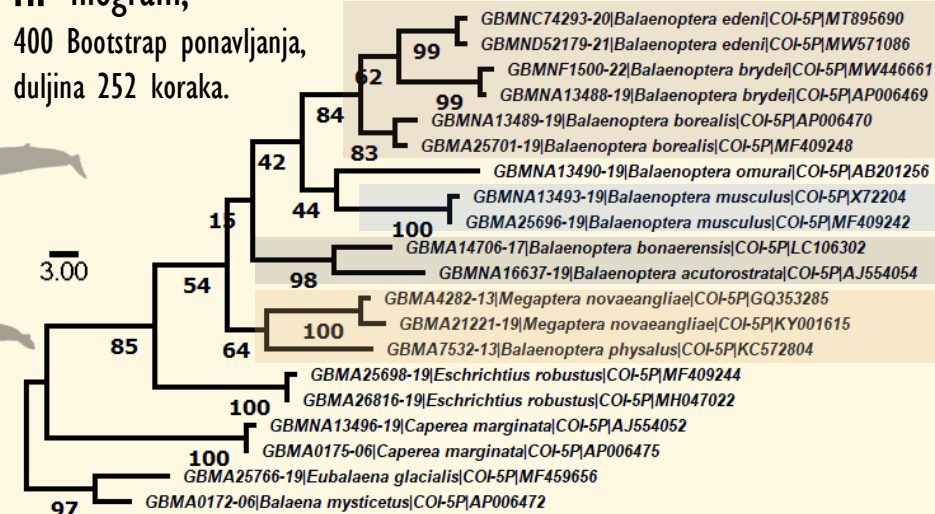 filogram,
400 Bootstrap ponavljanja,
duljina 252 koraka.
3.00
GBMNC74293-20|Balaenoptera edeni|COI-5P|MT895690
GBMND52179-21|Balaenoptera edeni|COI-5P|MW571086
99
62
GBMNF1500-22|Balaenoptera brydei|COI-5P|MW446661
GBMNA13488-19|Balaenoptera brydei|COI-5P|AP006469
99
84
GBMNA13489-19|Balaenoptera borealis|COI-5P|AP006470
GBMA25701-19|Balaenoptera borealis|COI-5P|MF409248
83
42
GBMNA13490-19|Balaenoptera omurai|COI-5P|AB201256
GBMNA13493-19|Balaenoptera musculus|COI-5P|X72204
GBMA25696-19|Balaenoptera musculus|COI-5P|MF409242
44
100
15
GBMA14706-17|Balaenoptera bonaerensis|COI-5P|LC106302
GBMNA16637-19|Balaenoptera acutorostrata|COI-5P|AJ554054
98
54
GBMA4282-13|Megaptera novaeangliae|COI-5P|GQ353285
GBMA21221-19|Megaptera novaeangliae|COI-5P|KY001615
100
GBMA7532-13|Balaenoptera physalus|COI-5P|KC572804
64
85
GBMA25698-19|Eschrichtius robustus|COI-5P|MF409244
GBMA26816-19|Eschrichtius robustus|COI-5P|MH047022
100
GBMNA13496-19|Caperea marginata|COI-5P|AJ554052
GBMA0175-06|Caperea marginata|COI-5P|AP006475
100
GBMA25766-19|Eubalaena glacialis|COI-5P|MF459656
GBMA0172-06|Balaena mysticetus|COI-5P|AP006472
97